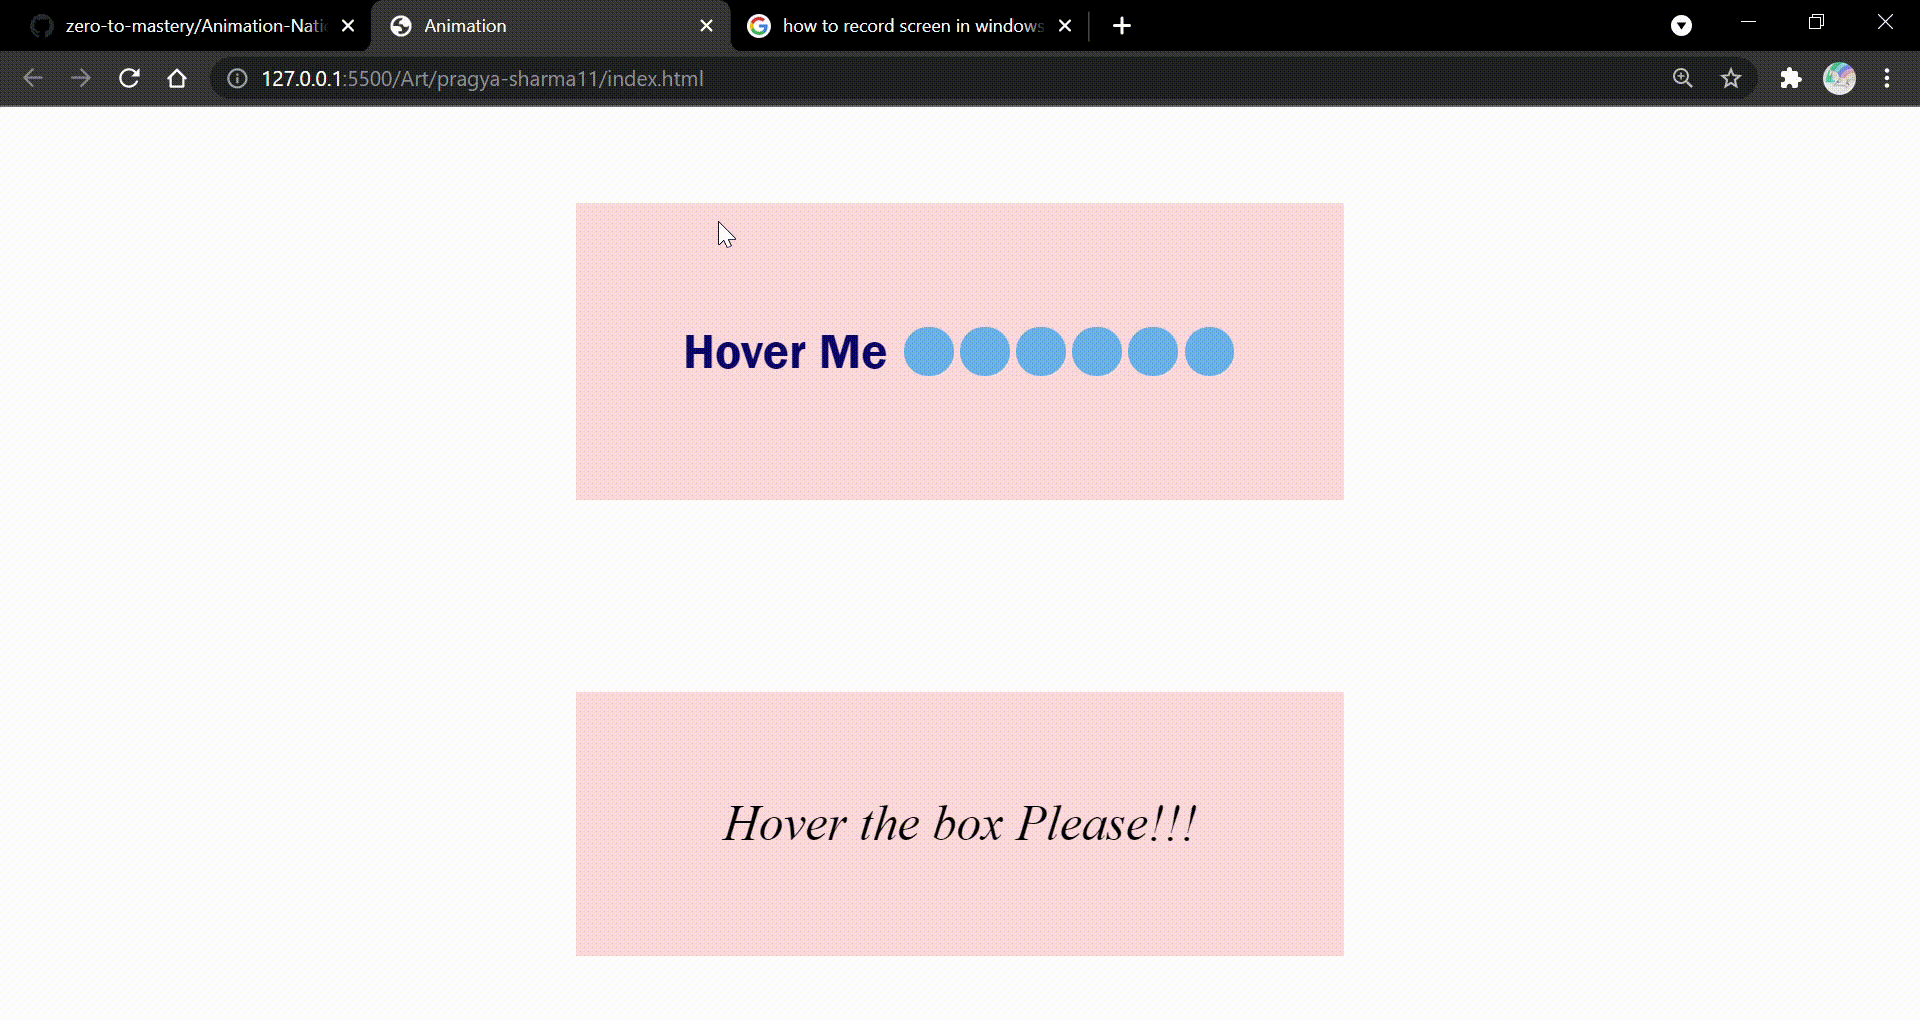 zero-to-mastery/Animation-Nati
Animation
how to record screen in windows
127.0.0.1:5500/Art/pragya-sharma11/index.html
Hover Me
Hover the box Please!!!